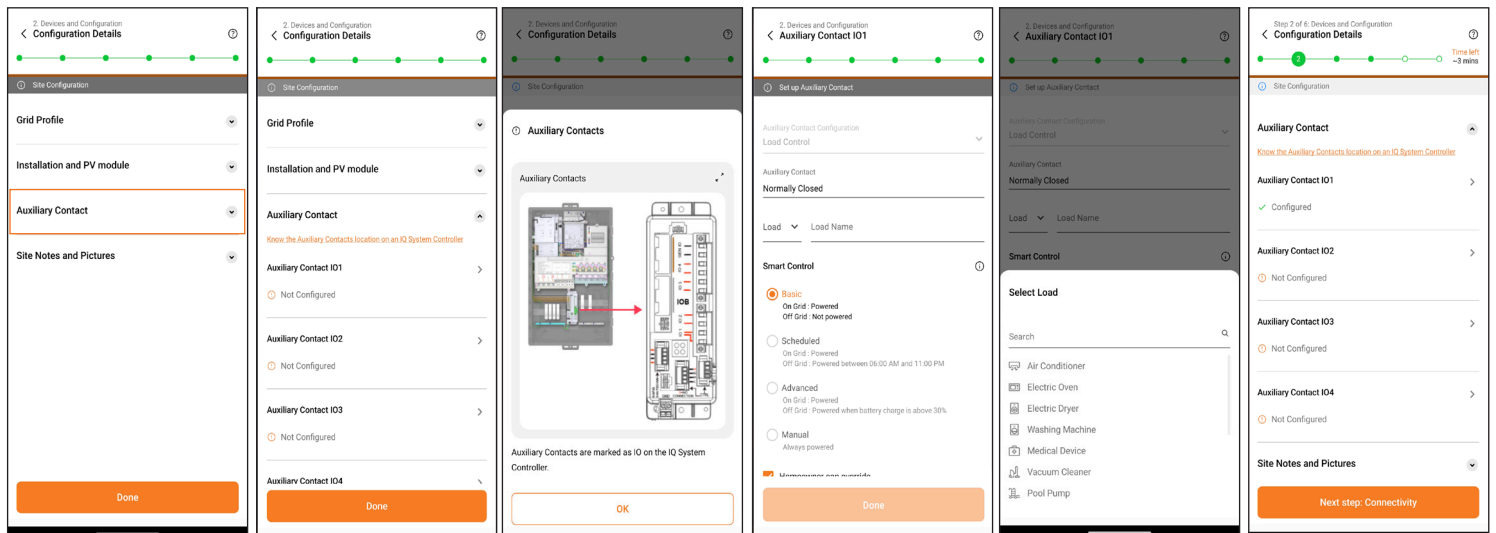 2. Devices and Configuration
Configuration Details
Site Configuration
Grid Profile
Installation and PV module
Auxiliary Contact
Site Notes and Pictures
Done
2. Devices and Configuration
Configuration Details
Site Configuration
Grid Profile
Installation and PV module
Auxiliary Contact
Know the Auxiliary Contacts location on an IQ System Controller
Auxiliary Contact IO1
Not Configured
Auxiliary Contact IO2
Not Configured
Auxiliary Contact IO3
Not Configured
Auxiliary Contact IO4
Done
2. Devices and Configuration
Configuration Details
Site Configuration
Auxiliary Contacts
Auxiliary Contacts
GEN IO
IO 4
IO 3
IOB
IO 2
IO 1
Auxiliary Contacts are marked as IO on the IQ System
Controller.
OK
2. Devices and Configuration
Auxiliary Contact IO1
Set up Auxiliary Contact
Auxiliary Contact Configuration
Load Control
Auxiliary Contact
Normally Closed
Load
Load Name
Smart Control
Basic
On Grid : Powered
Off Grid : Not powered
Scheduled
On Grid : Powered
Off Grid : Powered between 06:00 AM and 11:00 PM
Advanced
On Grid : Powered
Off Grid : Powered when battery charge is above 30%
Manual
Always powered
Homeowner can override
Done
2. Devices and Configuration
Auxiliary Contact IO1
Set up Auxiliary Contact
Auxiliary Contact Configuration
Load Control
Auxiliary Contact
Normally Closed
Load
Load Name
Smart Control
Select Load
Search
Air Conditioner
Electric Oven
Electric Dryer
Washing Machine
Medical Device
Vacuum Cleaner
Pool Pump
Step 2 of 6: Devices and Configuration
Configuration Details
2
Time left
~3 mins
Site Configuration
Auxiliary Contact
Know the Auxiliary Contacts location on an IQ System Controller
Auxiliary Contact IO1
Configured
Auxiliary Contact IO2
Not Configured
Auxiliary Contact IO3
Not Configured
Auxiliary Contact IO4
Not Configured
Site Notes and Pictures
Next step: Connectivity